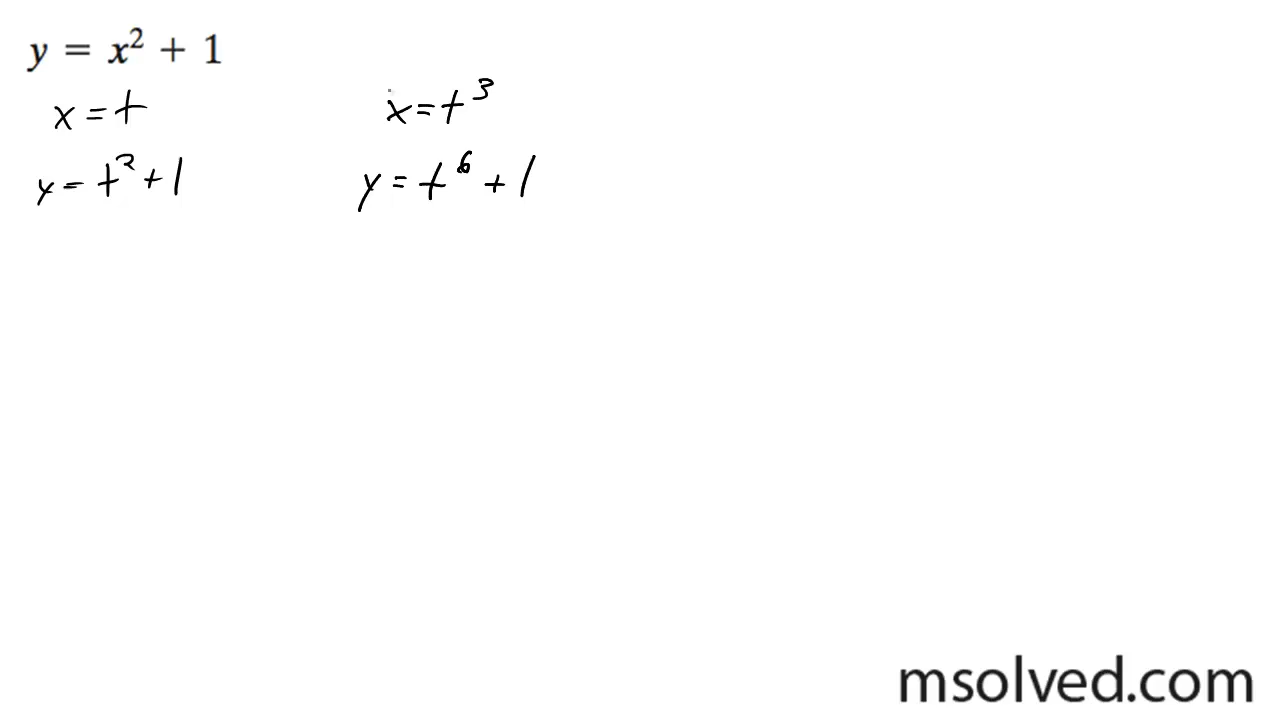 y = x² + 1
x = t
y = t² + 1
x = t³
y = t⁶ + 1
msolved.com